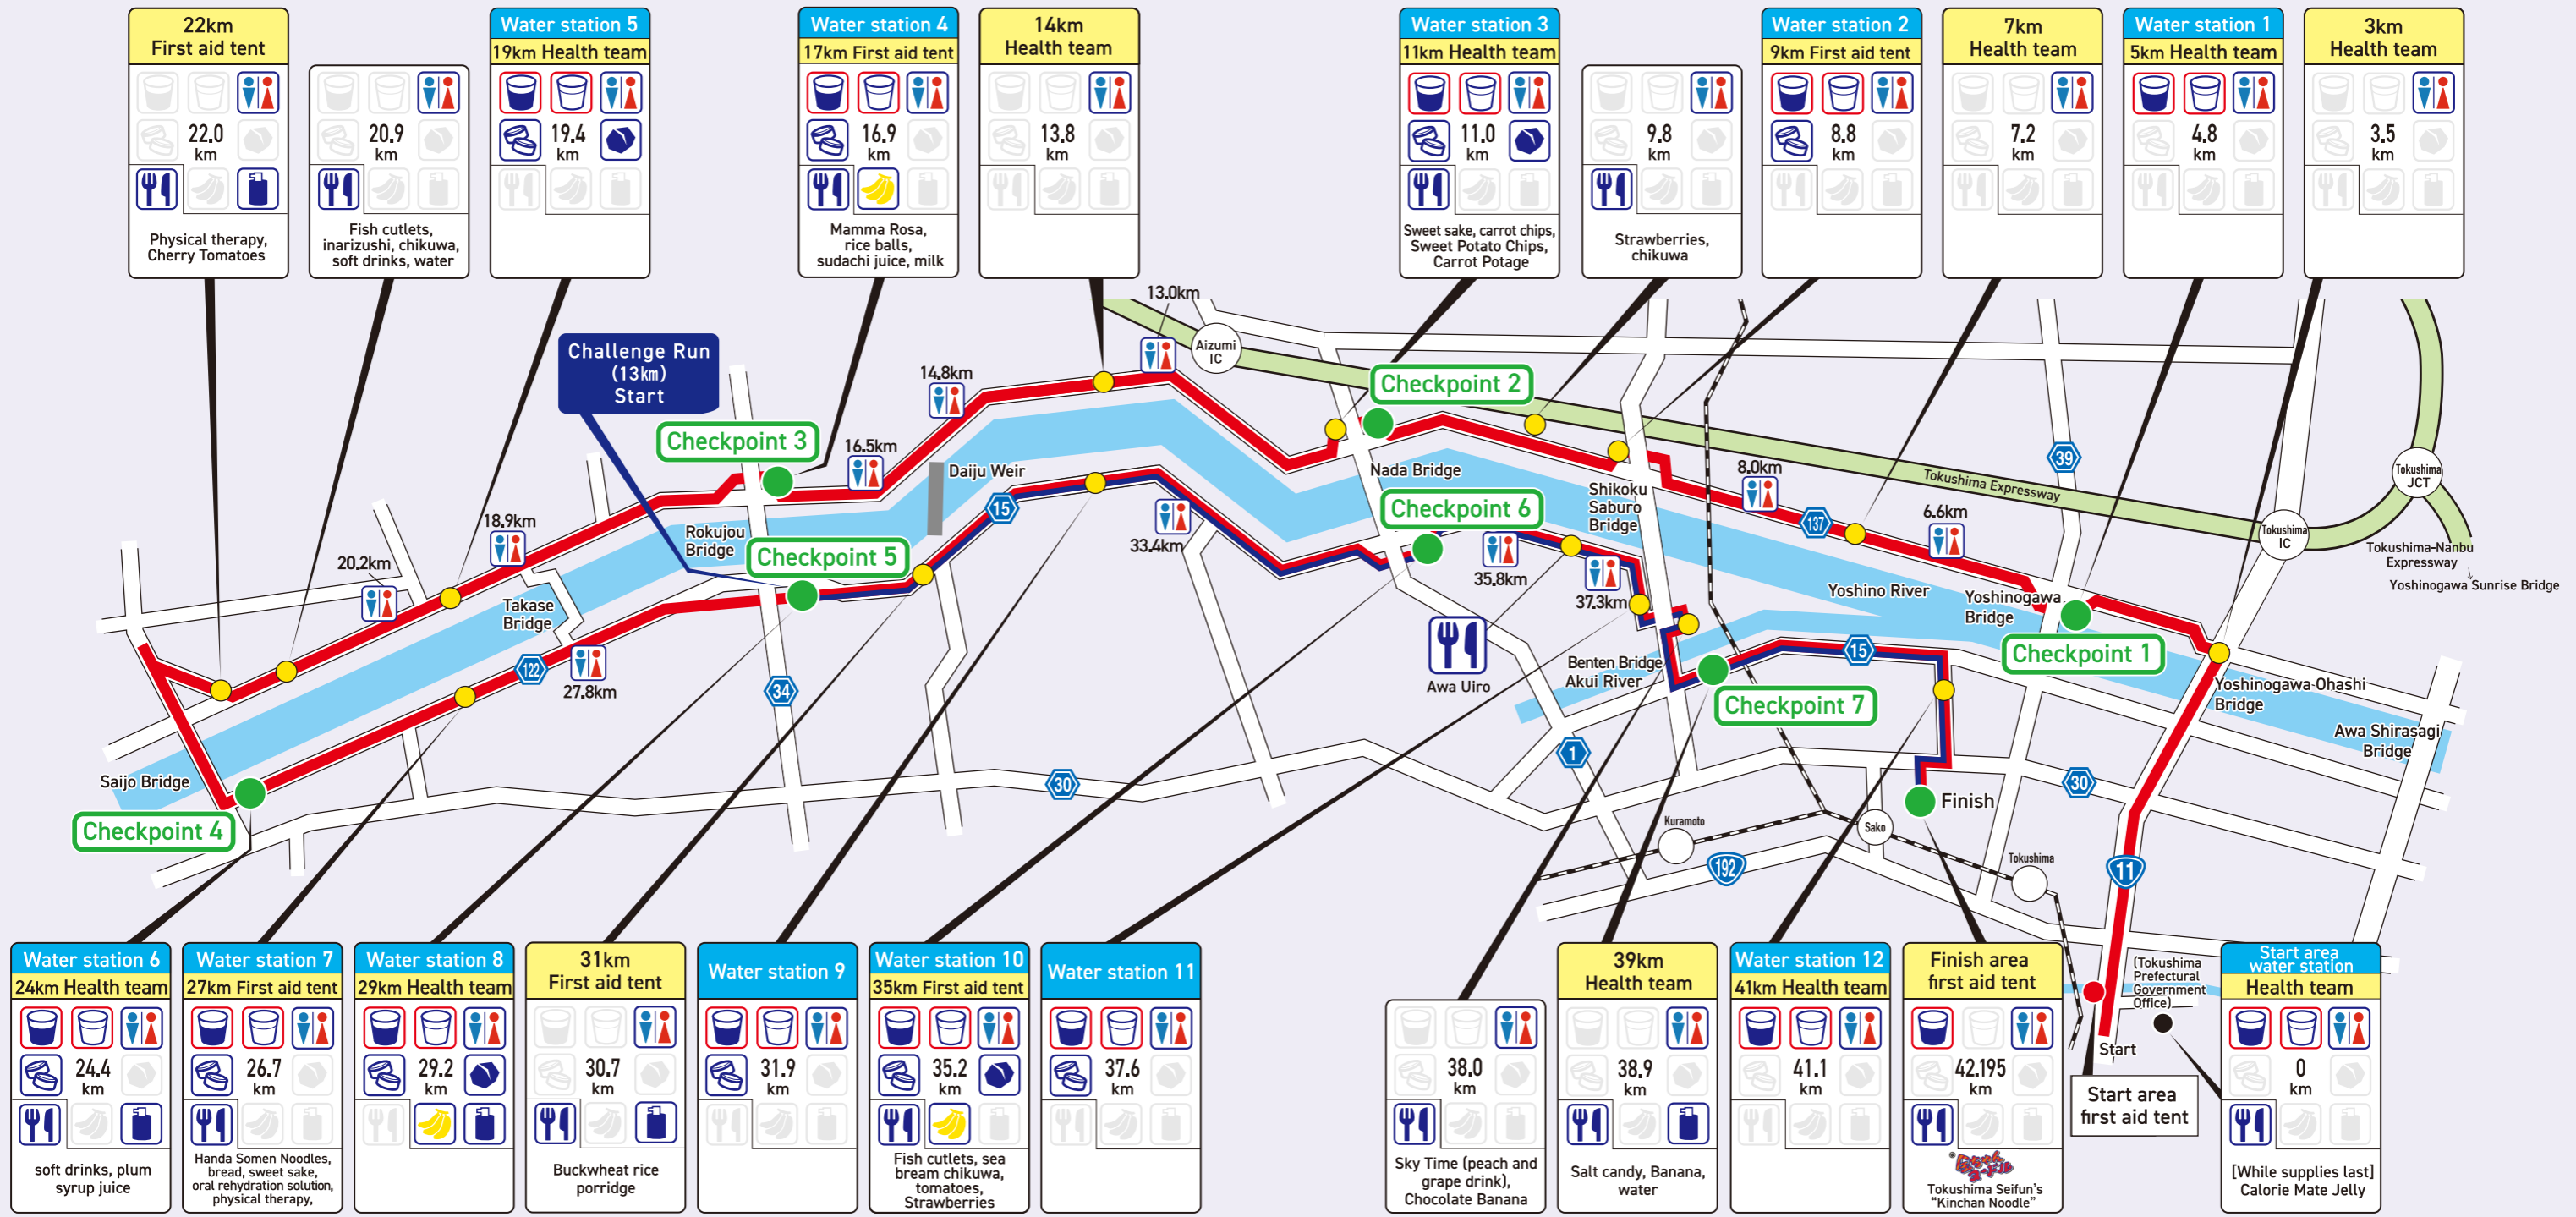 22km
First aid tent
22.0
km
Physical therapy,
Cherry Tomatoes
20.9
km
Fish cutlets,
inarizushi, chikuwa,
soft drinks, water
Water station 5
19km Health team
19.4
km
Water station 4
17km First aid tent
16.9
km
Mamma Rosa,
rice balls,
sudachi juice, milk
14km
Health team
13.8
km
Water station 3
11km Health team
11.0
km
Sweet sake, carrot chips,
Sweet Potato Chips,
Carrot Potage
9.8
km
Strawberries,
chikuwa
Water station 2
9km First aid tent
8.8
km
7km
Health team
7.2
km
Water station 1
5km Health team
4.8
km
3km
Health team
3.5
km
Challenge Run
(13km)
Start
13.0km
Aizumi
IC
14.8km
Checkpoint 2
Checkpoint 3
16.5km
Daiju Weir
Nada Bridge
8.0km
39
Tokushima Expressway
Tokushima
JCT
Checkpoint 6
Shikoku
Saburo
Bridge
15
137
6.6km
Tokushima
IC
18.9km
Rokujou
Bridge
Checkpoint 5
33.4km
35.8km
Tokushima-Nanbu
Expressway
Yoshinogawa Sunrise Bridge
20.2km
Takase
Bridge
37.3km
Yoshino River
Yoshinogawa
Bridge
122
27.8km
34
Awa Uiro
Benten Bridge
Akui River
15
Checkpoint 1
Checkpoint 7
Yoshinogawa Ohashi
Bridge
Awa Shirasagi
Bridge
Saijo Bridge
30
1
30
Checkpoint 4
Finish
Kuramoto
Sako
192
Tokushima
11
(Tokushima
Prefectural
Government
Office)
Start
Start area
first aid tent
Water station 6
24km Health team
24.4
km
soft drinks, plum
syrup juice
Water station 7
27km First aid tent
26.7
km
Handa Somen Noodles,
bread, sweet sake,
oral rehydration solution,
physical therapy,
Water station 8
29km Health team
29.2
km
31km
First aid tent
30.7
km
Buckwheat rice
porridge
Water station 9
31.9
km
Water station 10
35km First aid tent
35.2
km
Fish cutlets, sea
bream chikuwa,
tomatoes,
Strawberries
Water station 11
37.6
km
38.0
km
Sky Time (peach and
grape drink),
Chocolate Banana
39km
Health team
38.9
km
Salt candy, Banana,
water
Water station 12
41km Health team
41.1
km
Finish area
first aid tent
42.195
km
Tokushima Seifun's
“Kinchan Noodle”
Start area
water station
Health team
0
km
[While supplies last]
Calorie Mate Jelly